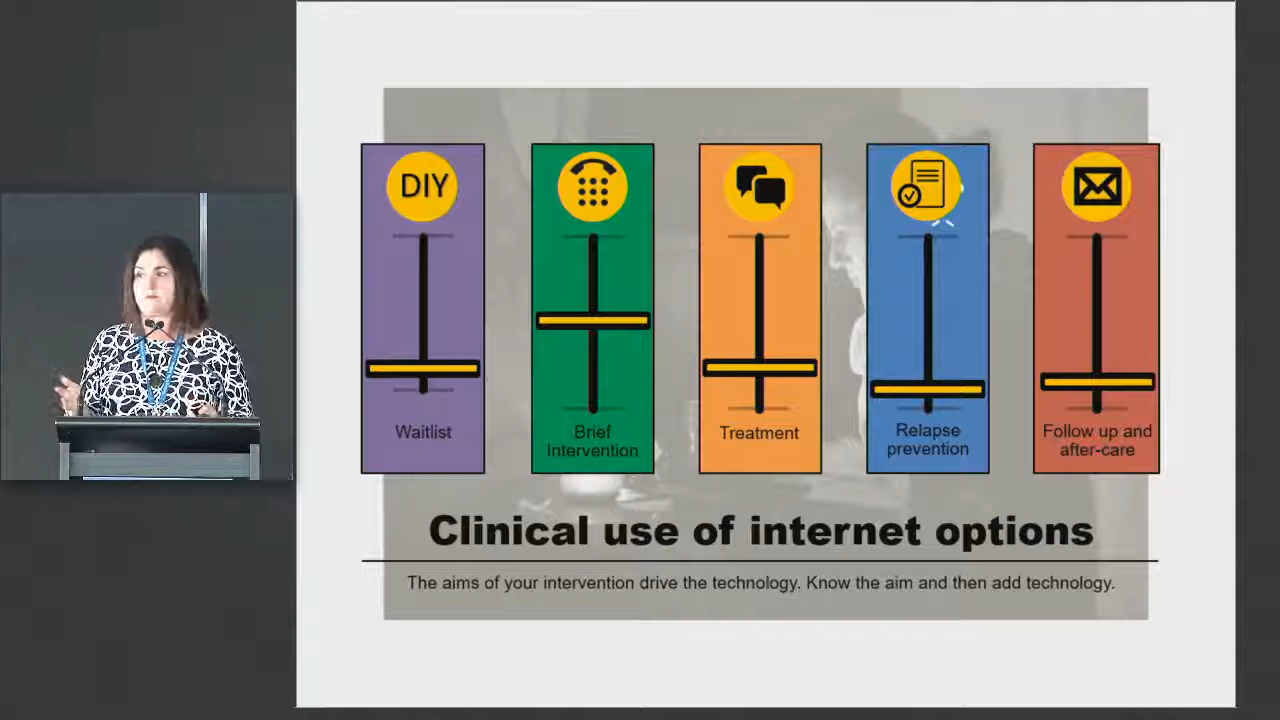 DIY
Waitlist
Brief
Intervention
Treatment
Relapse
prevention
Follow up and
after-care
Clinical use of internet options
The aims of your intervention drive the technology. Know the aim and then add technology.